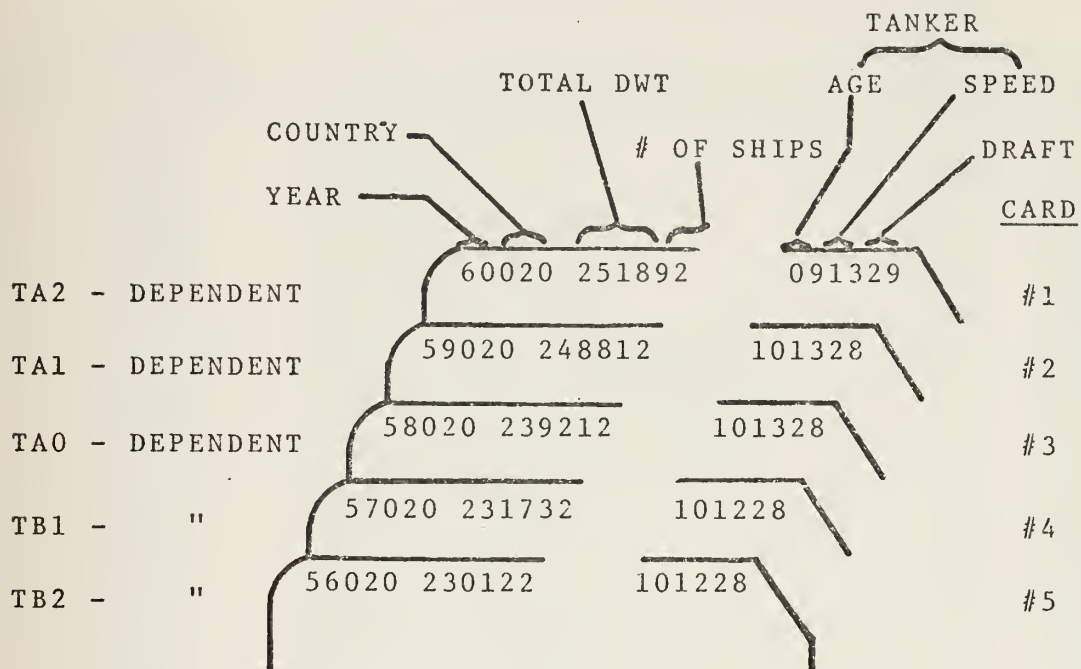 TANKER
TOTAL DWT AGE SPEED
COUNTRY # OF SHIPS DRAFT
YEAR CARD
TA2 - DEPENDENT 60020 251892 091329 #1
TA1 - DEPENDENT 59020 248812 101328 #2
TA0 - DEPENDENT 58020 239212 101328 #3
TB1 - " 57020 231732 101228 #4
TB2 - " 56020 230122 101228 #5